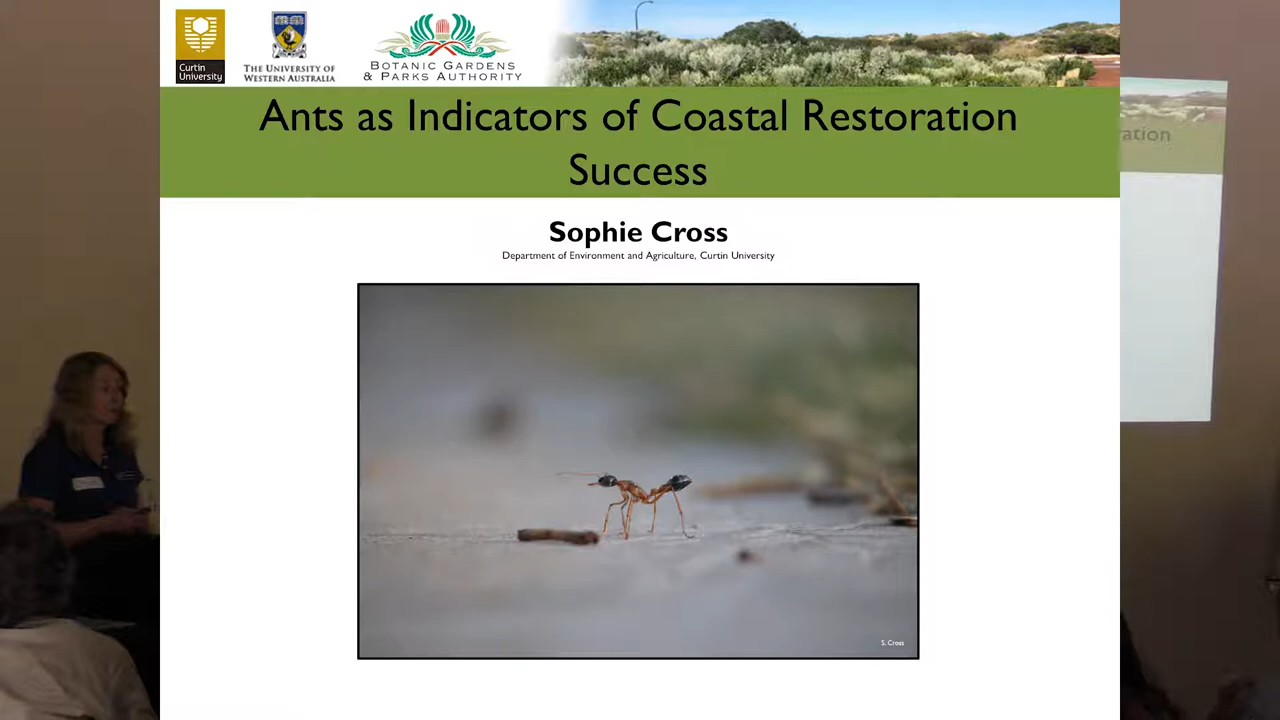 Curtin
University
THE UNIVERSITY OF
WESTERN AUSTRALIA
BOTANIC GARDENS
& PARKS AUTHORITY
Ants as Indicators of Coastal Restoration
Success
ration
Sophie Cross
Department of Environment and Agriculture, Curtin University
S. Cross